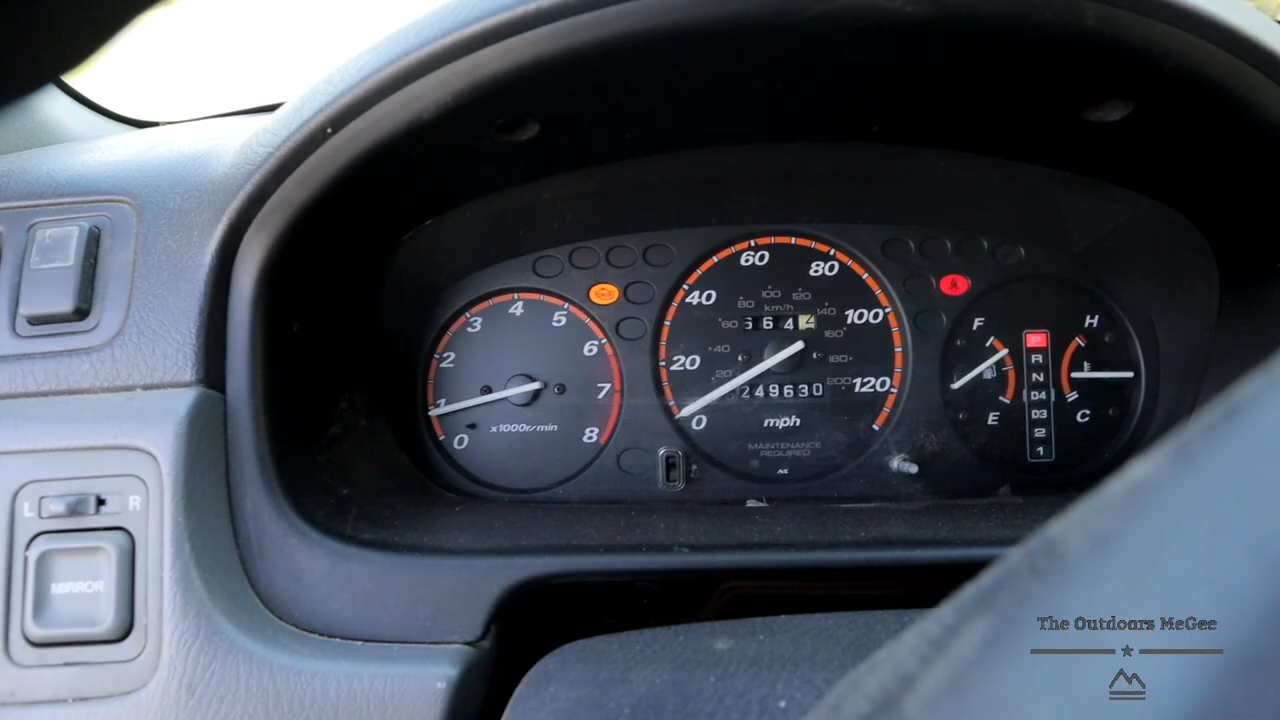 0 1 2 3 4 5 6 7 8
x1000r/min
0 20 40 60 80 100 120
20 40 60 80 100 120 140 160 180 200
km/h
64
249630
mph
MAINTENANCE
REQUIRED
F
E
P
R
N
D4
D3
2
1
H
C
L R
MIRROR
The Outdoors McGee